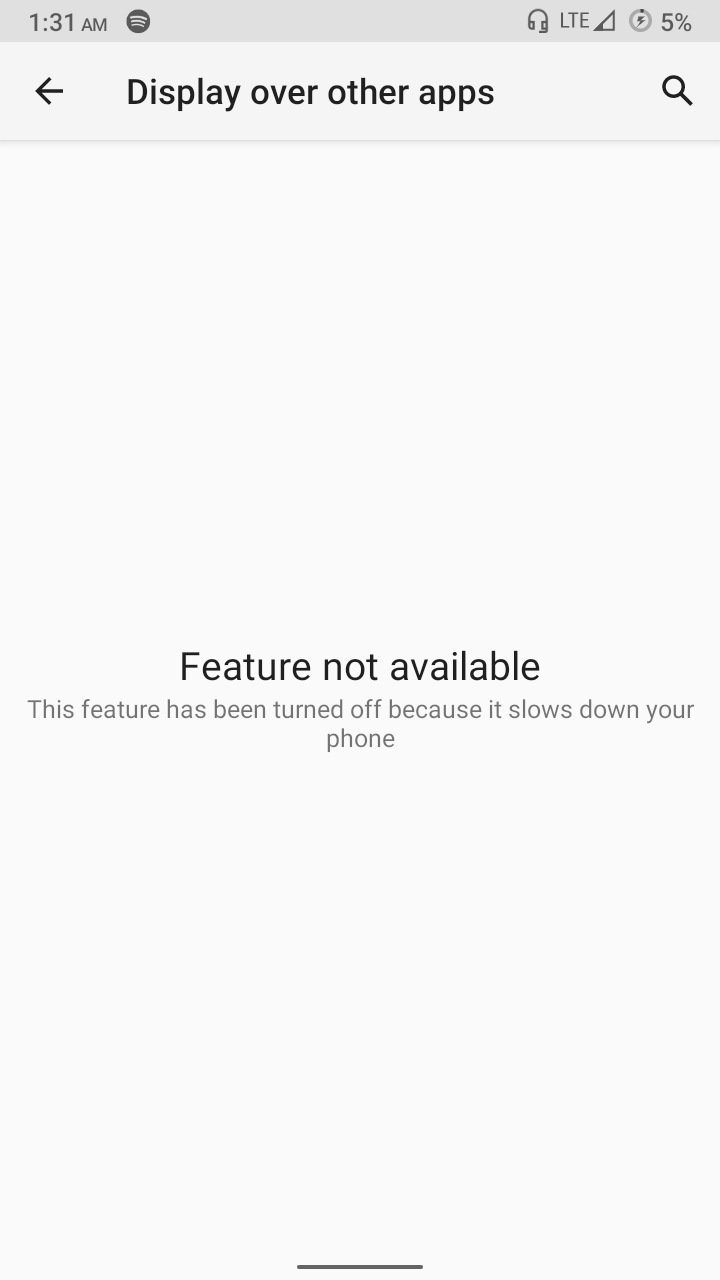 1:31 AM LTE 5%
Display over other apps
Feature not available
This feature has been turned off because it slows down your
phone